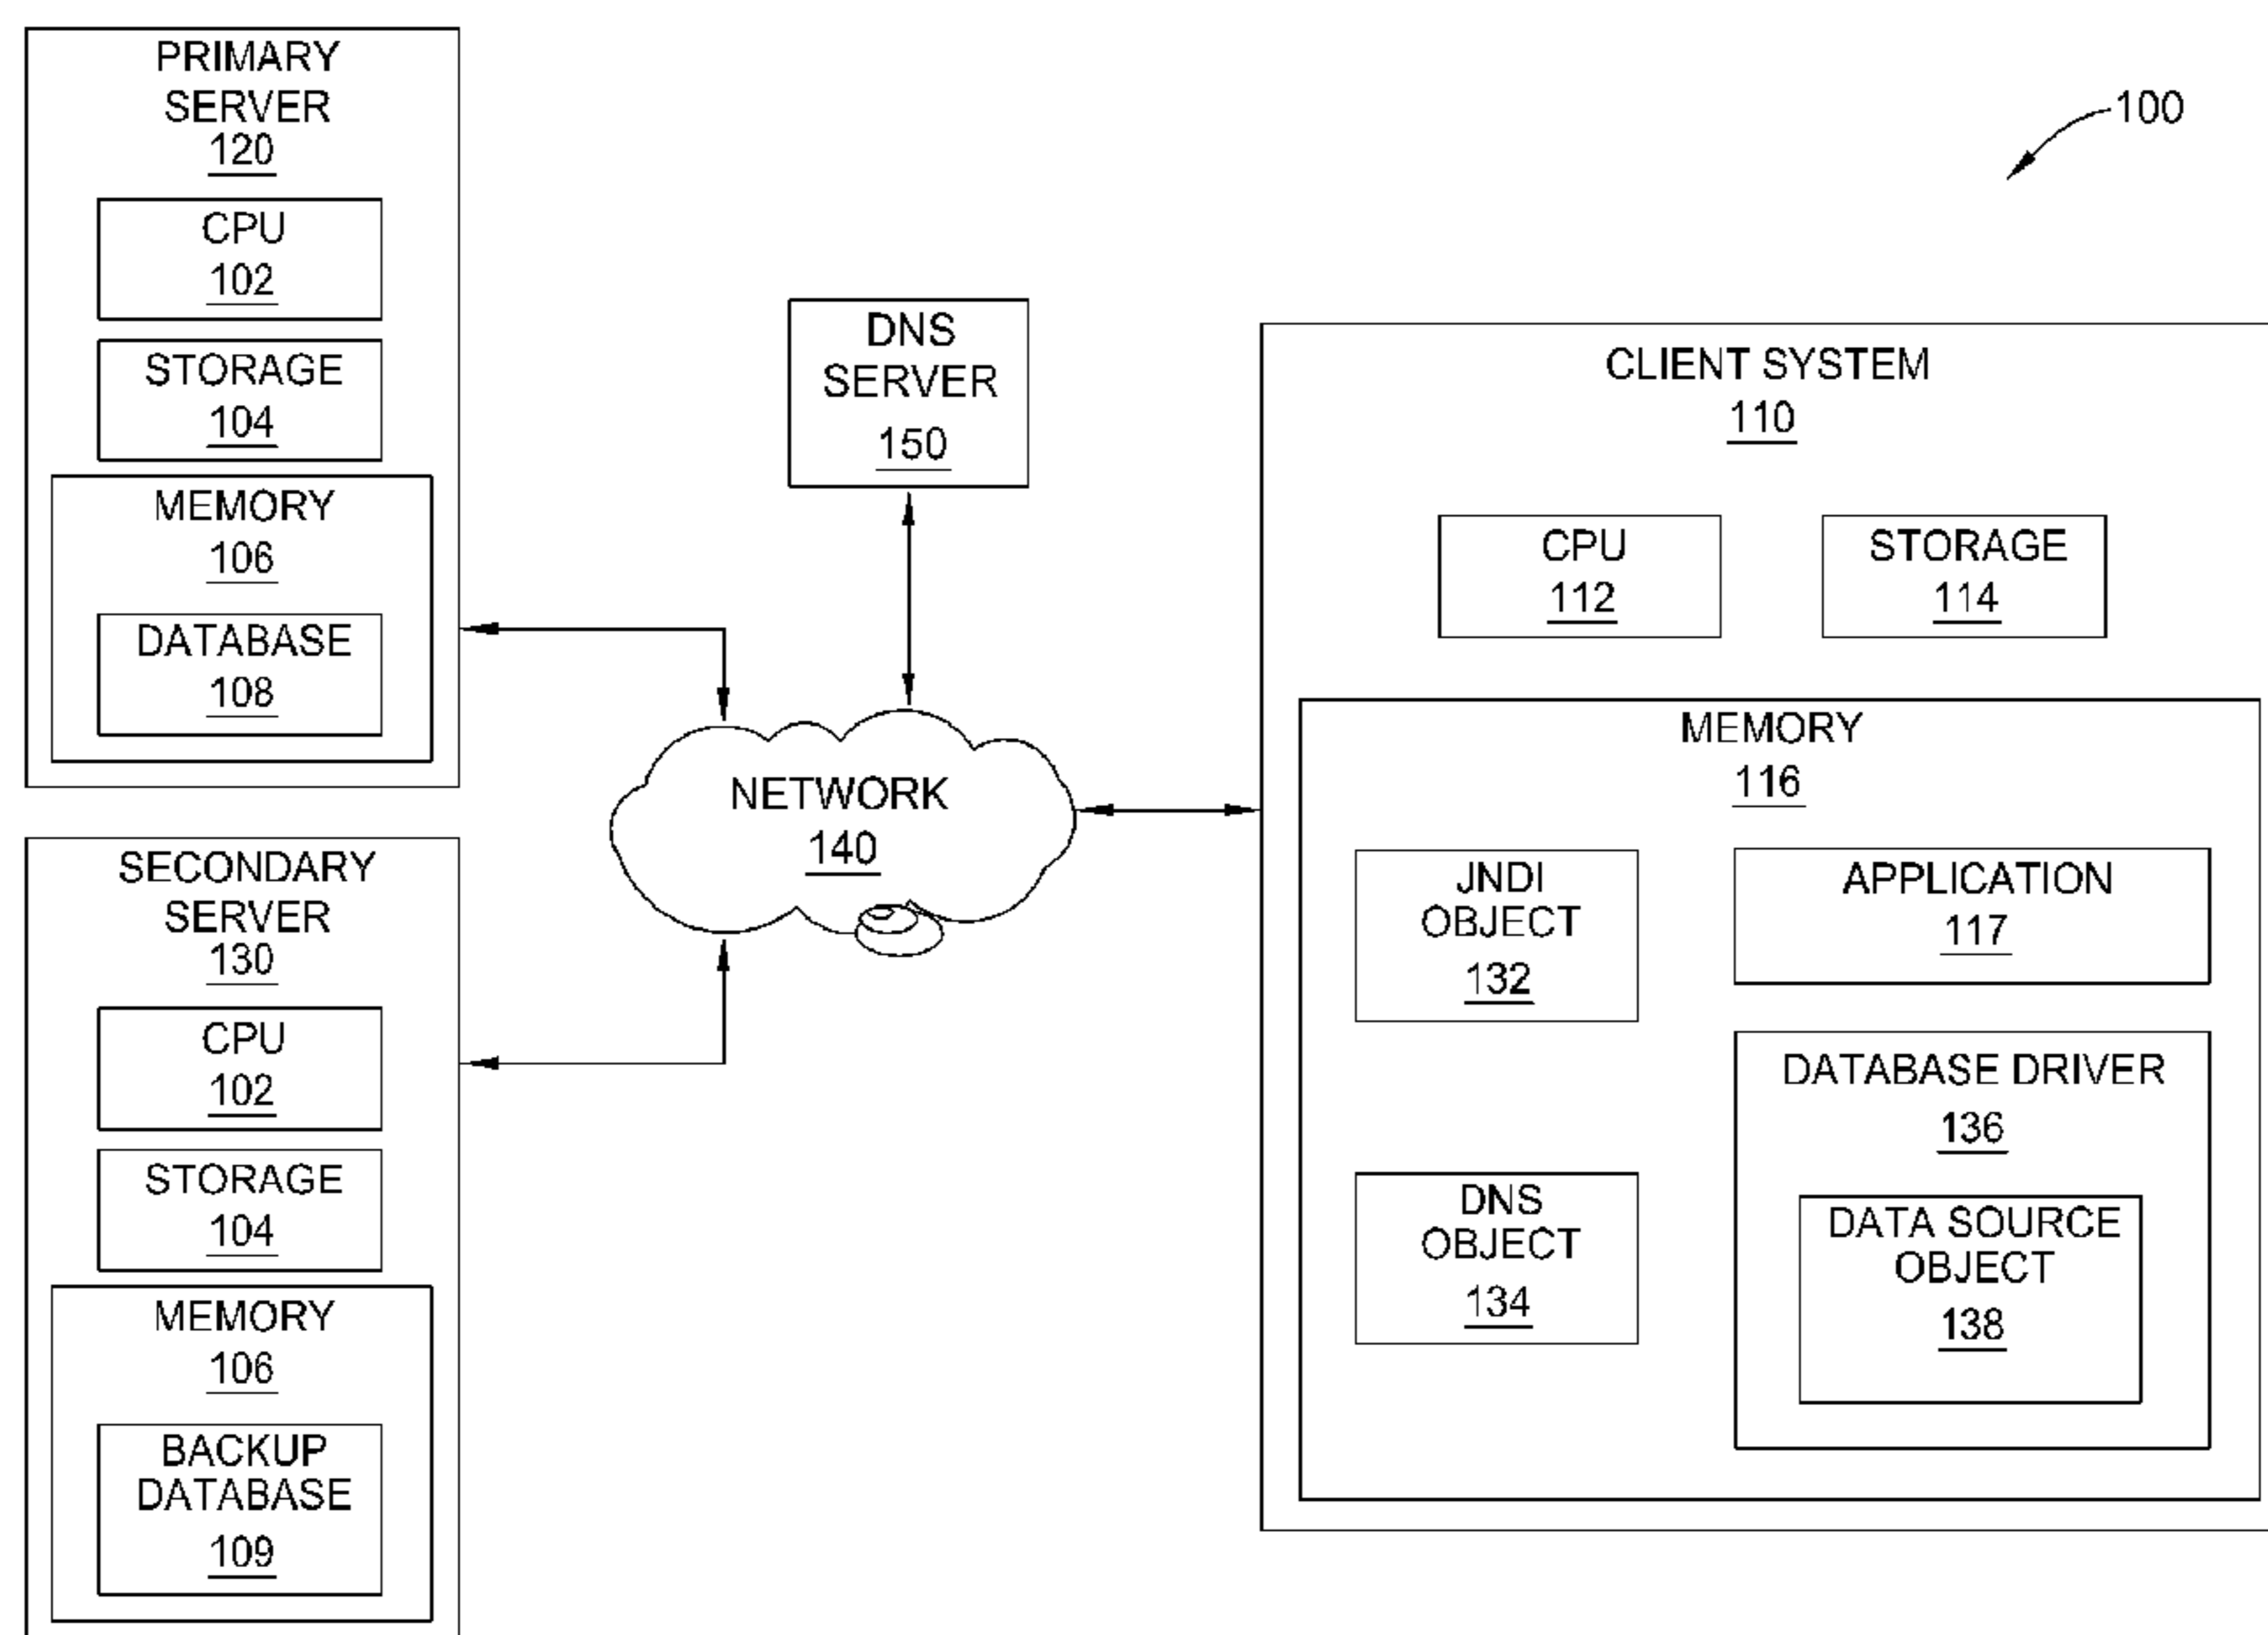 PRIMARY
SERVER
120
CPU
102
STORAGE
104
MEMORY
106
DATABASE
108
SECONDARY
SERVER
130
CPU
102
STORAGE
104
MEMORY
106
BACKUP
DATABASE
109
DNS
SERVER
150
NETWORK
140
100
CLIENT SYSTEM
110
CPU
112
STORAGE
114
MEMORY
116
JNDI
OBJECT
132
APPLICATION
117
DNS
OBJECT
134
DATABASE DRIVER
136
DATA SOURCE
OBJECT
138